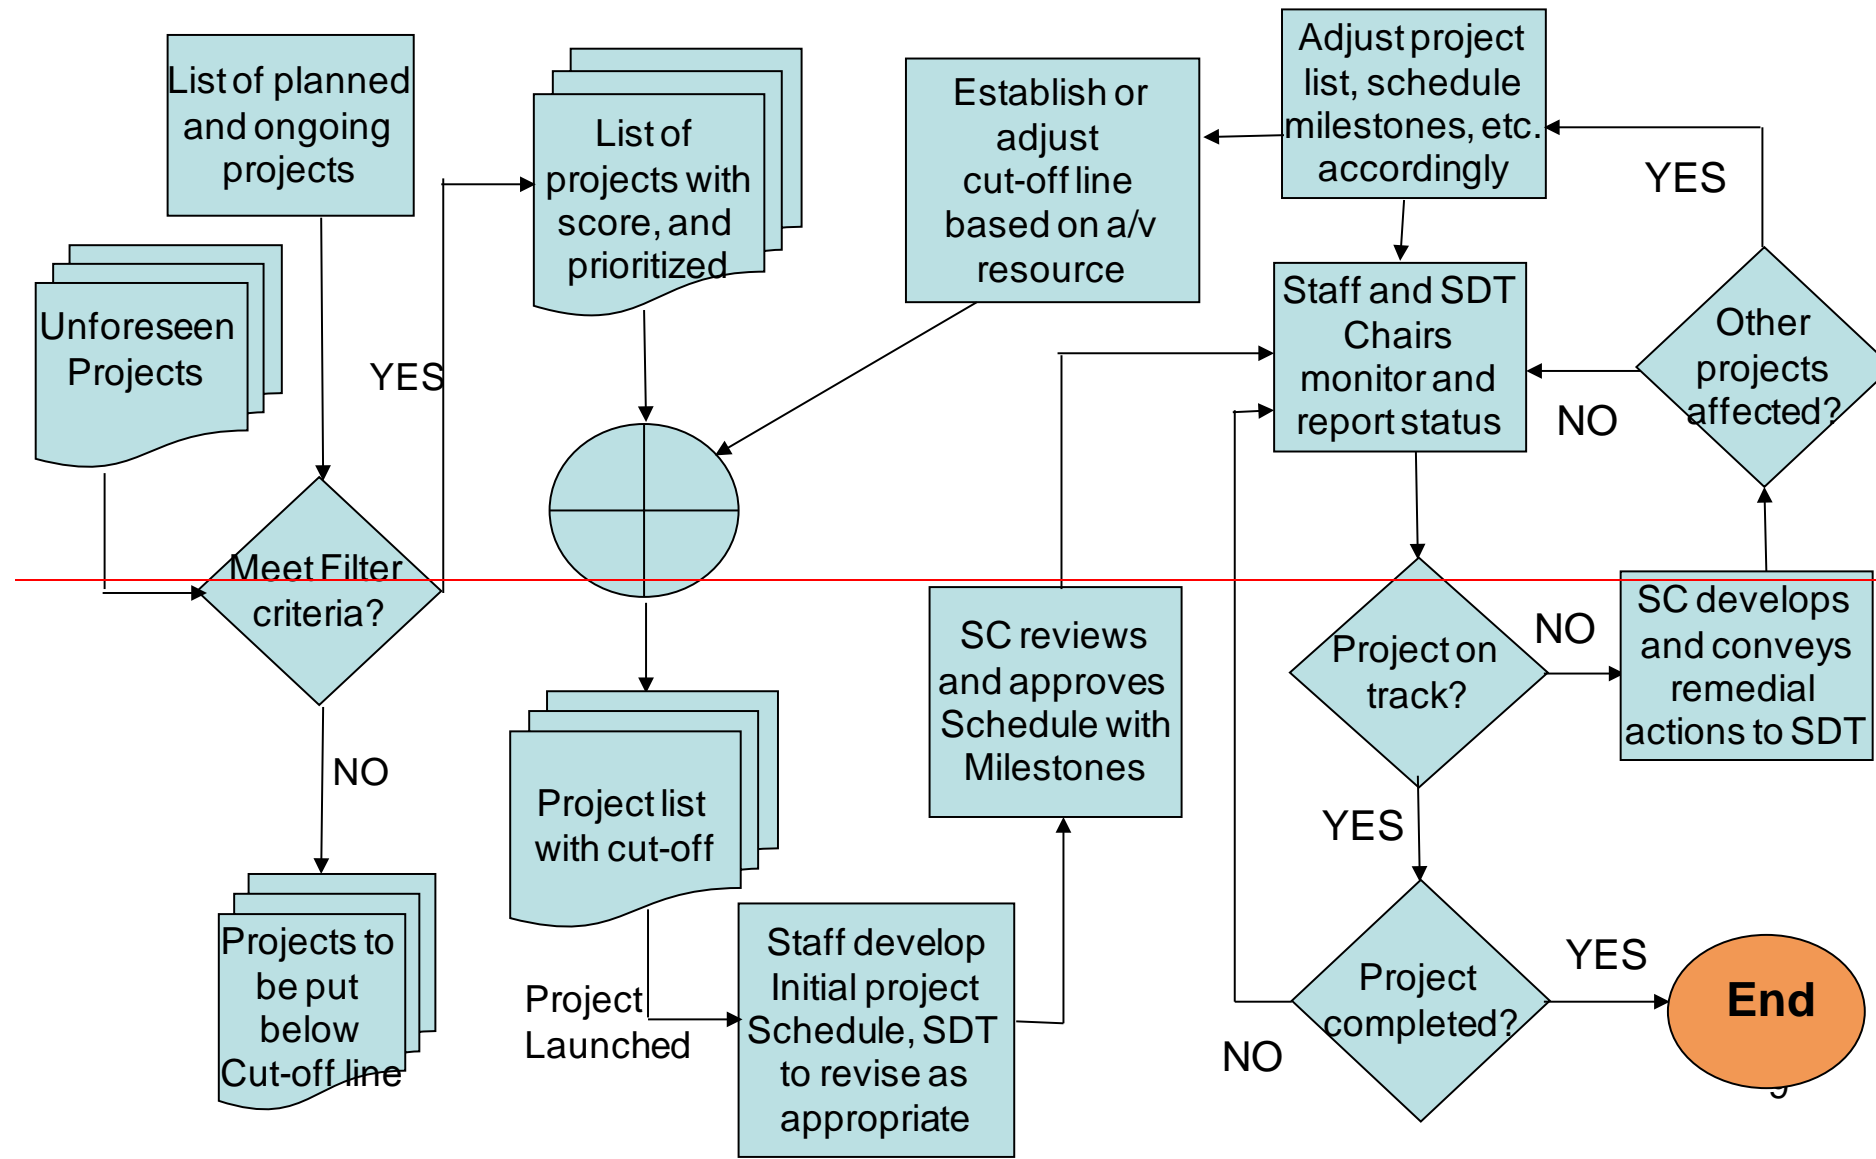 List of planned
and ongoing
projects
Unforeseen
Projects
YES
Meet Filter
criteria?
NO
Projects to
be put
below
Cut-off line
List of
projects with
score, and
prioritized
Project list
with cut-off
Project
Launched
Staff develop
Initial project
Schedule, SDT
to revise as
appropriate
Establish or
adjust
cut-off line
based on a/v
resource
SC reviews
and approves
Schedule with
Milestones
Adjust project
list, schedule
milestones, etc.
accordingly
Staff and SDT
Chairs
monitor and
report status
YES
Other
projects
affected?
NO
Project on
track?
NO
SC develops
and conveys
remedial
actions to SDT
YES
Project
completed?
YES
NO
End